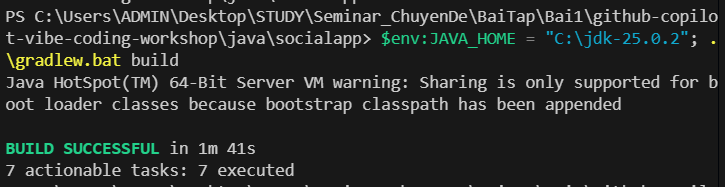 PS C:\Users\ADMIN\Desktop\STUDY\Seminar_ChuyenDe\BaiTap\Bai1\github-copilo
t-vibe-coding-workshop\java\socialapp> $env:JAVA_HOME = "C:\jdk-25.0.2"; .
\gradlew.bat build
Java HotSpot(TM) 64-Bit Server VM warning: Sharing is only supported for b
oot loader classes because bootstrap classpath has been appended
BUILD SUCCESSFUL in 1m 41s
7 actionable tasks: 7 executed